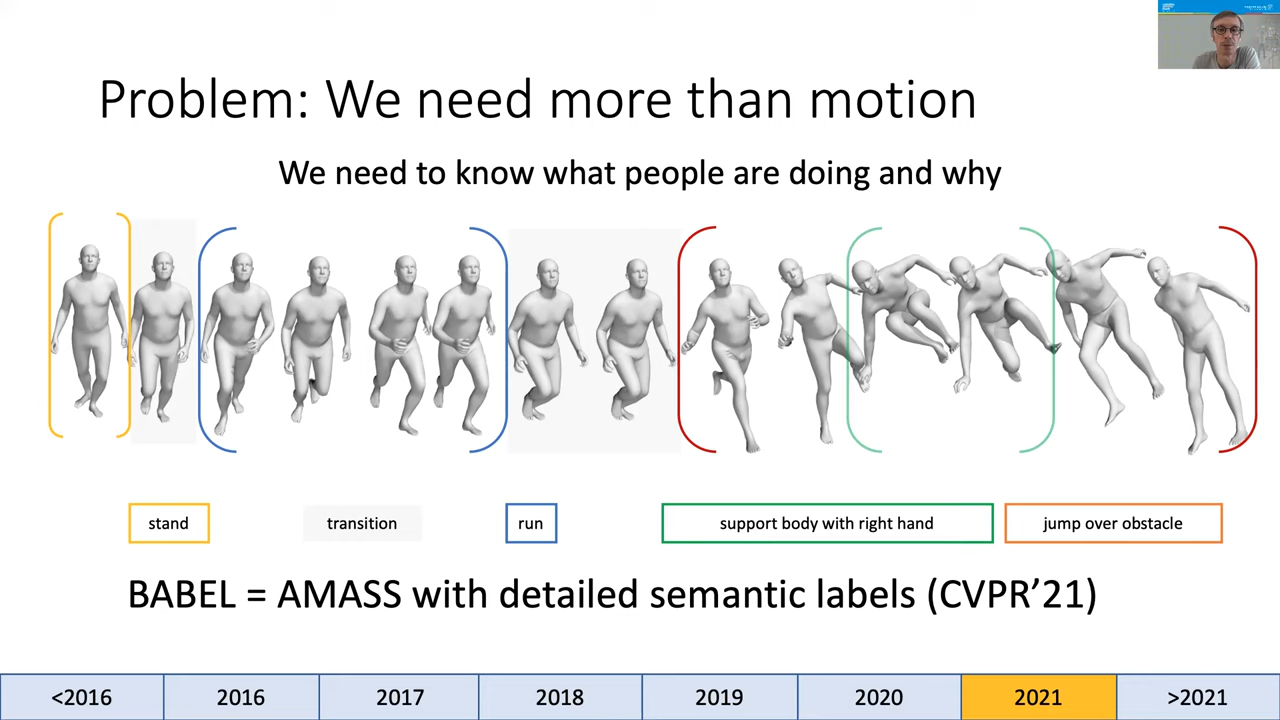 Problem: We need more than motion
We need to know what people are doing and why
stand
transition
run
support body with right hand
jump over obstacle
BABEL = AMASS with detailed semantic labels (CVPR’21)
<2016
2016
2017
2018
2019
2020
2021
>2021